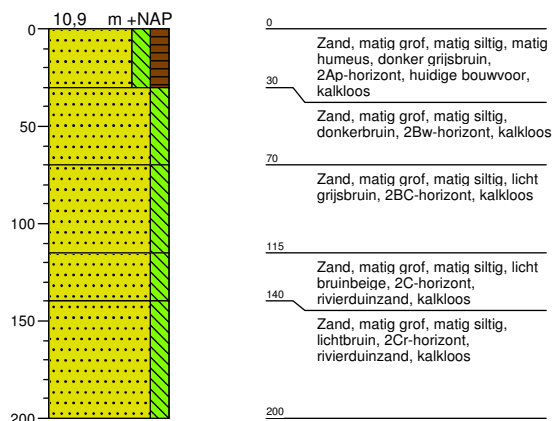 10,9 m +NAP
0
50
100
150
200
0
Zand, matig grof, matig siltig, matig
humeus, donker grijsbruin,
2Ap-horizont, huidige bouwvoor,
kalkloos
30
Zand, matig grof, matig siltig,
donkerbruin, 2Bw-horizont, kalkloos
70
Zand, matig grof, matig siltig, licht
grijsbruin, 2BC-horizont, kalkloos
115
Zand, matig grof, matig siltig, licht
bruinbeige, 2C-horizont,
rivierduinzand, kalkloos
140
Zand, matig grof, matig siltig,
lichtbruin, 2Cr-horizont,
rivierduinzand, kalkloos
200